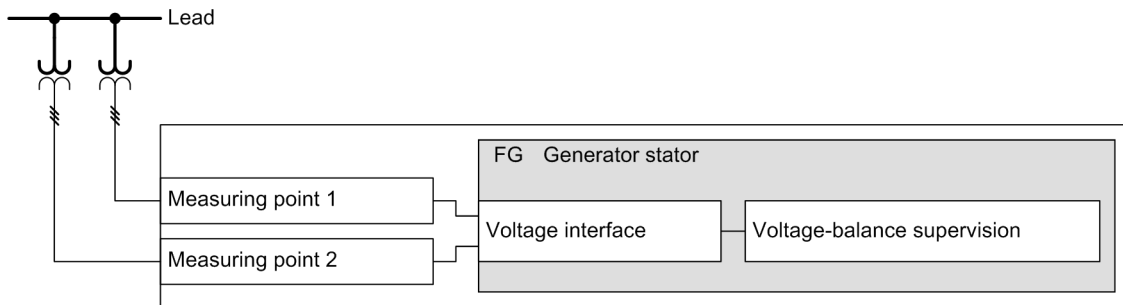 Lead
FG Generator stator
Measuring point 1
Voltage interface
Voltage-balance supervision
Measuring point 2